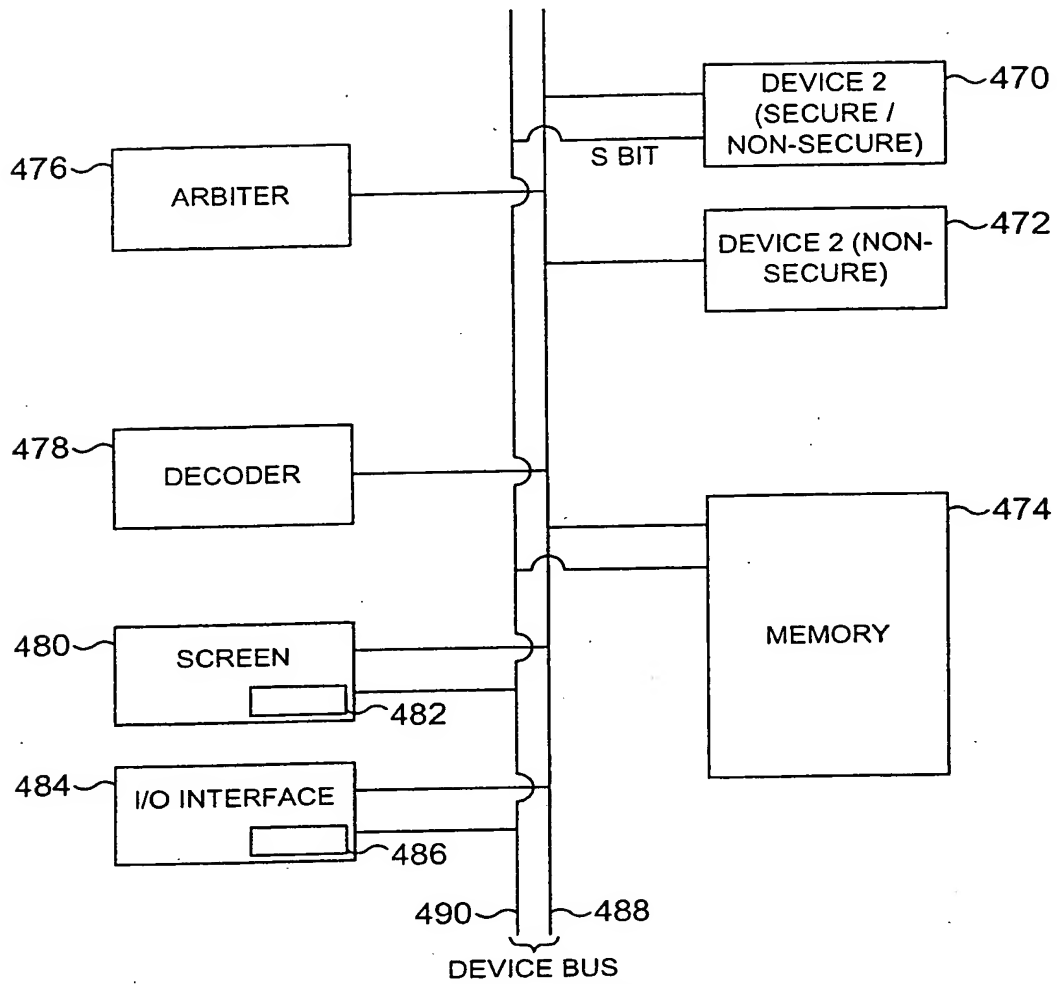 470
DEVICE 2
(SECURE /
NON-SECURE)
S BIT
476
ARBITER
472
DEVICE 2 (NON-
SECURE)
478
DECODER
474
MEMORY
480
SCREEN
482
484
I/O INTERFACE
486
490
488
DEVICE BUS